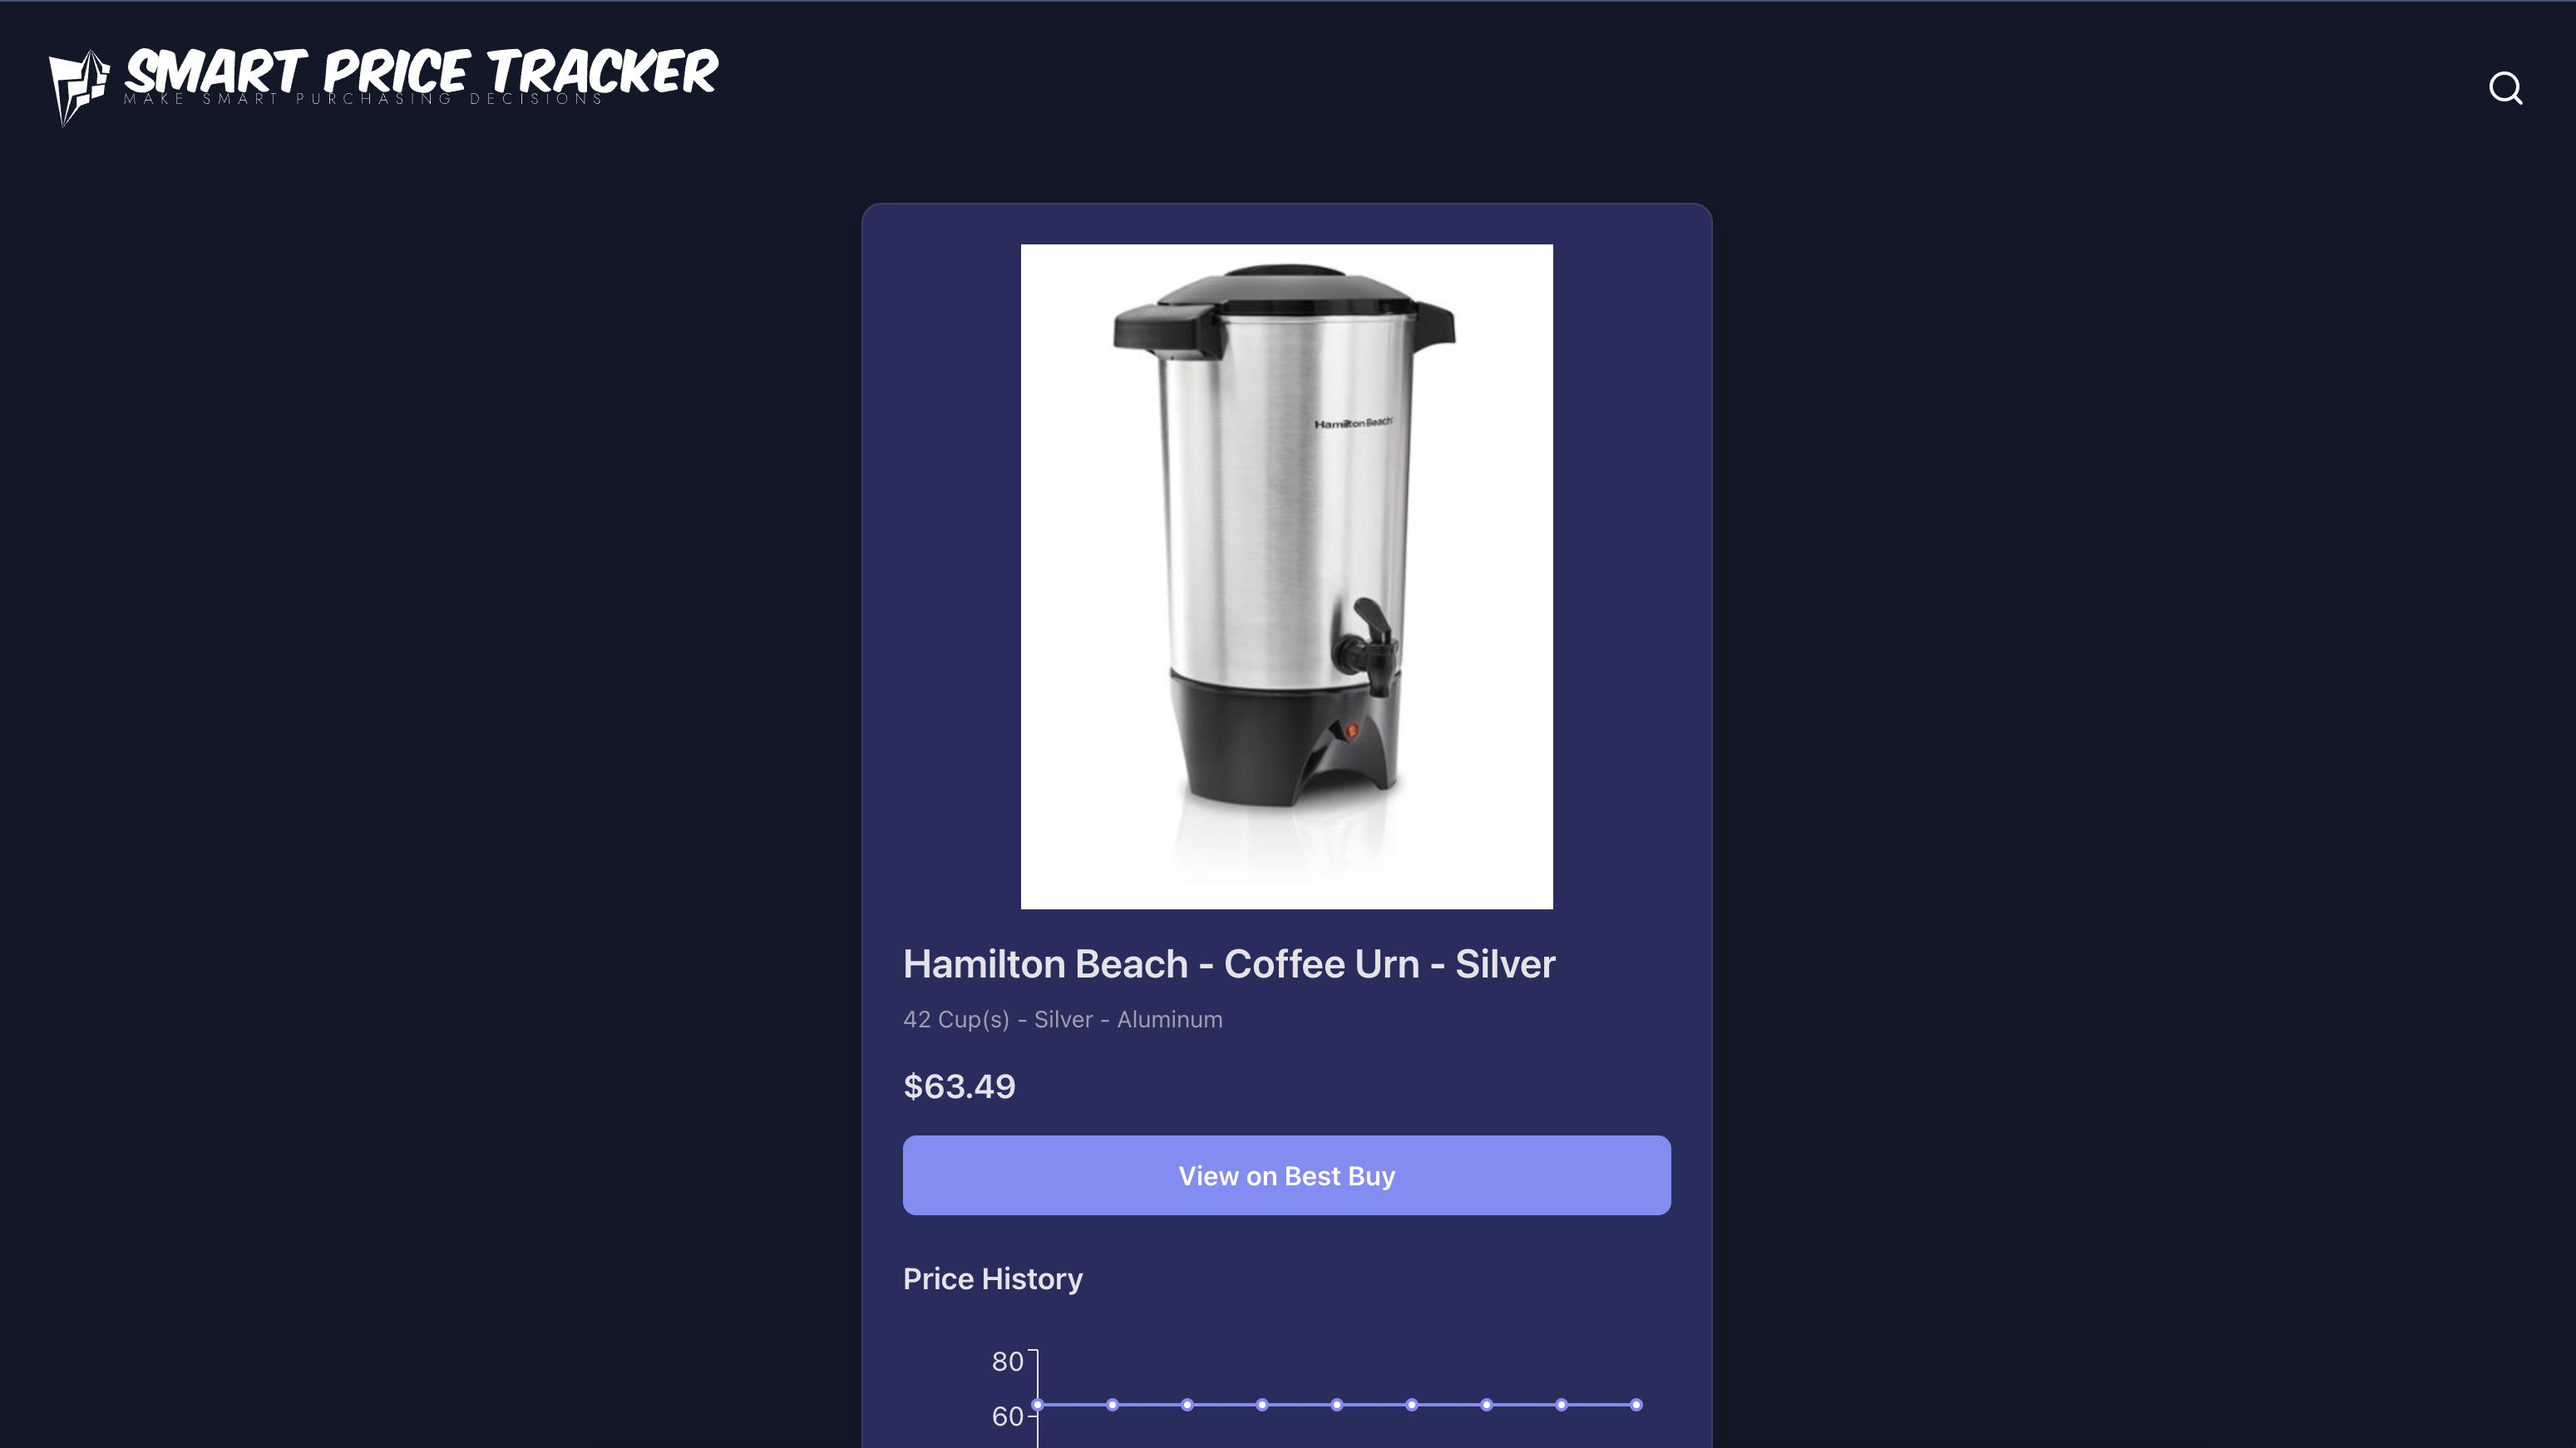 SMART PRICE TRACKER
MAKE SMART PURCHASING DECISIONS
Hamilton Beach
Hamilton Beach - Coffee Urn - Silver
42 Cup(s) - Silver - Aluminum
$63.49
View on Best Buy
Price History
80
60